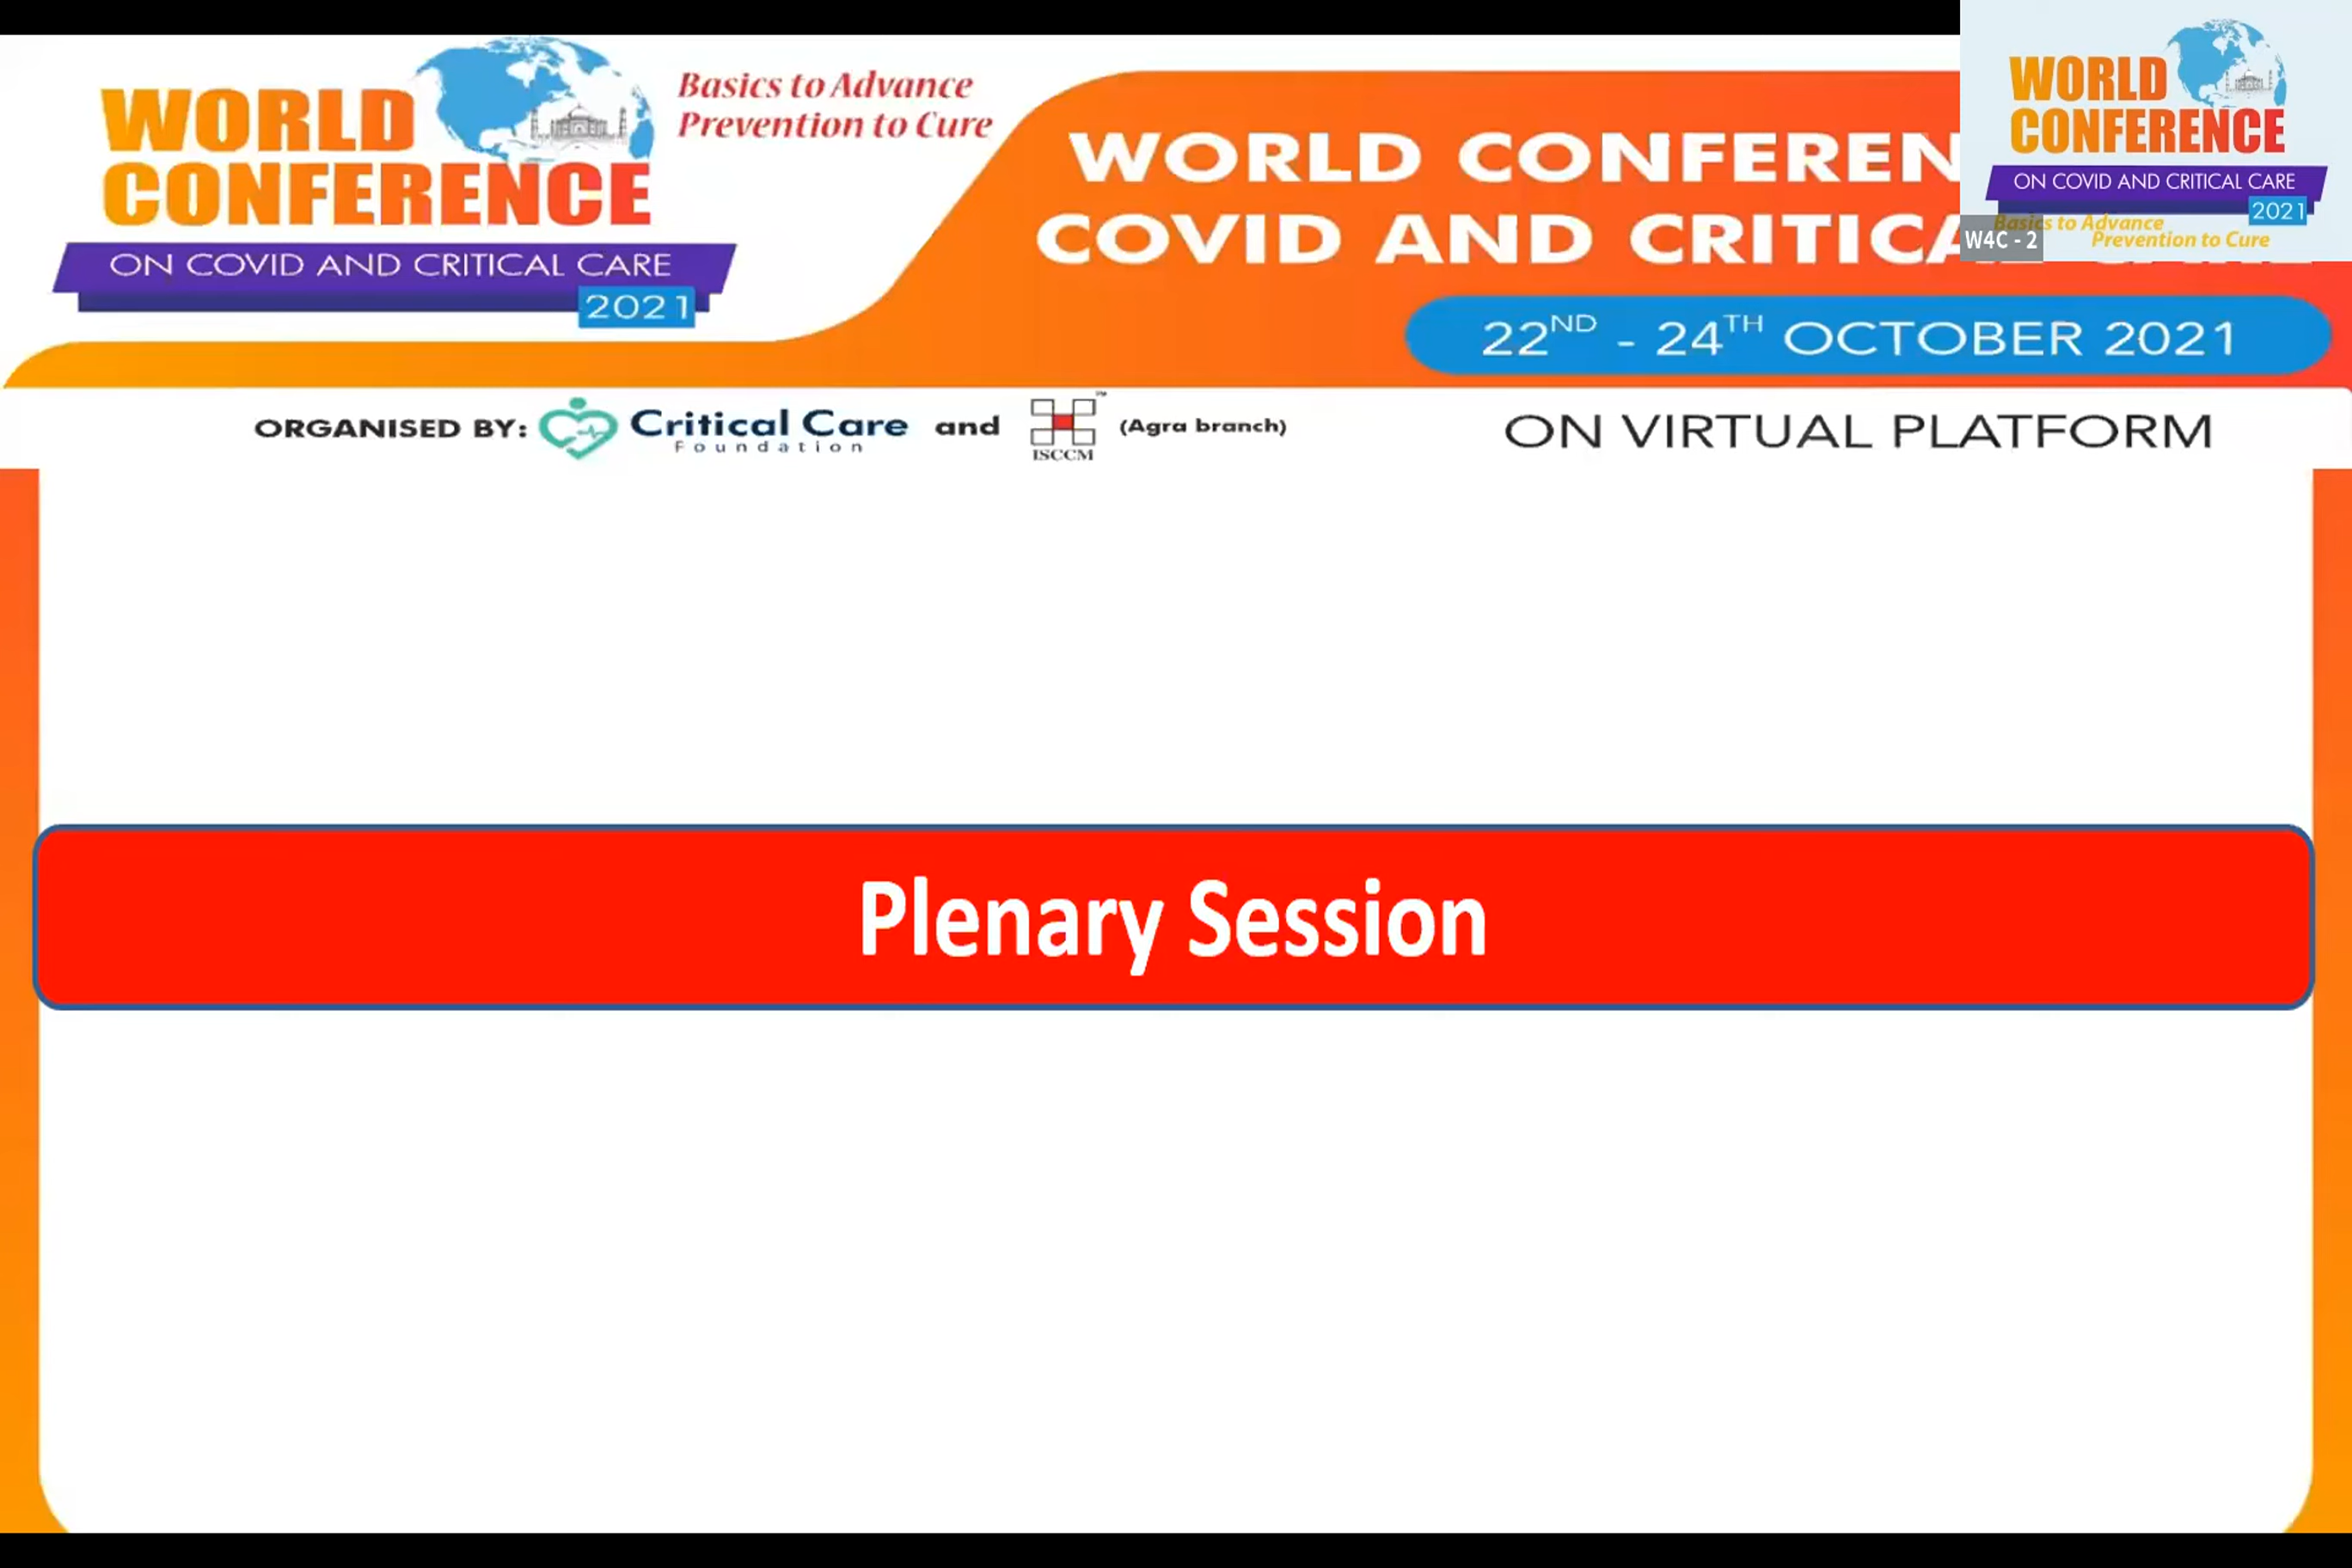 WORLD
CONFERENCE
ON COVID AND CRITICAL CARE
2021
Basics to Advance
Prevention to Cure
WORLD CONFEREN
COVID AND CRITICA
22ND - 24TH OCTOBER 2021
WORLD
CONFERENCE
ON COVID AND CRITICAL CARE
2021
Basics to Advance
Prevention to Cure
W4C - 2
ORGANISED BY: Critical Care Foundation and ISCCM (Agra branch)
ON VIRTUAL PLATFORM
Plenary Session